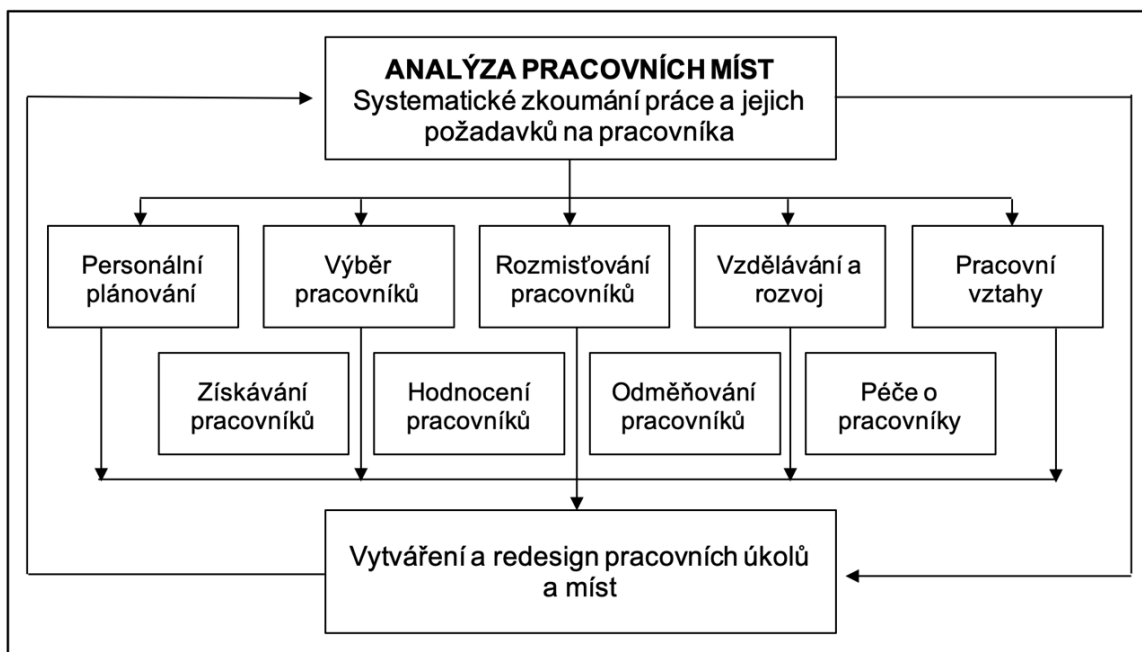 ANALÝZA PRACOVNÍCH MÍST
Systematické zkoumání práce a jejich
požadavků na pracovníka
Personální
plánování
Výběr
pracovníků
Rozmisťování
pracovníků
Vzdělávání a
rozvoj
Pracovní
vztahy
Získávání
pracovníků
Hodnocení
pracovníků
Odměňování
pracovníků
Péče o
pracovníky
Vytváření a redesign pracovních úkolů
a míst